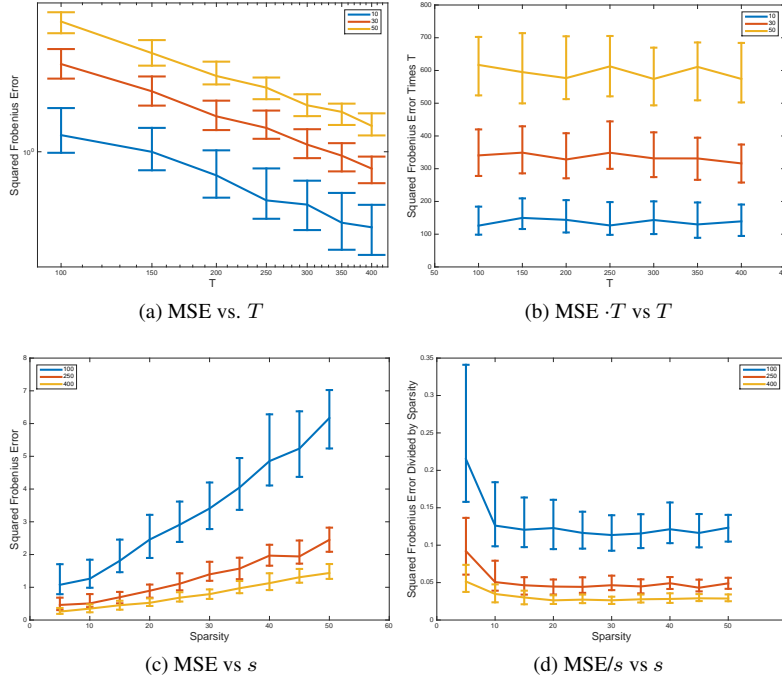 10
30
50
Squared Frobenius Error
10⁰
100 150 200 250 300 350 400
T
(a) MSE vs. T
10
30
50
Squared Frobenius Error Times T
800
700
600
500
400
300
200
100
0
50 100 150 200 250 300 350 400
T
(b) MSE ·T vs T
100
250
400
Squared Frobenius Error
8
7
6
5
4
3
2
1
0
0 10 20 30 40 50 60
Sparsity
(c) MSE vs s
100
250
400
Squared Frobenius Error Divided by Sparsity
0.35
0.3
0.25
0.2
0.15
0.1
0.05
0
0 10 20 30 40 50 60
Sparsity
(d) MSE/s vs s